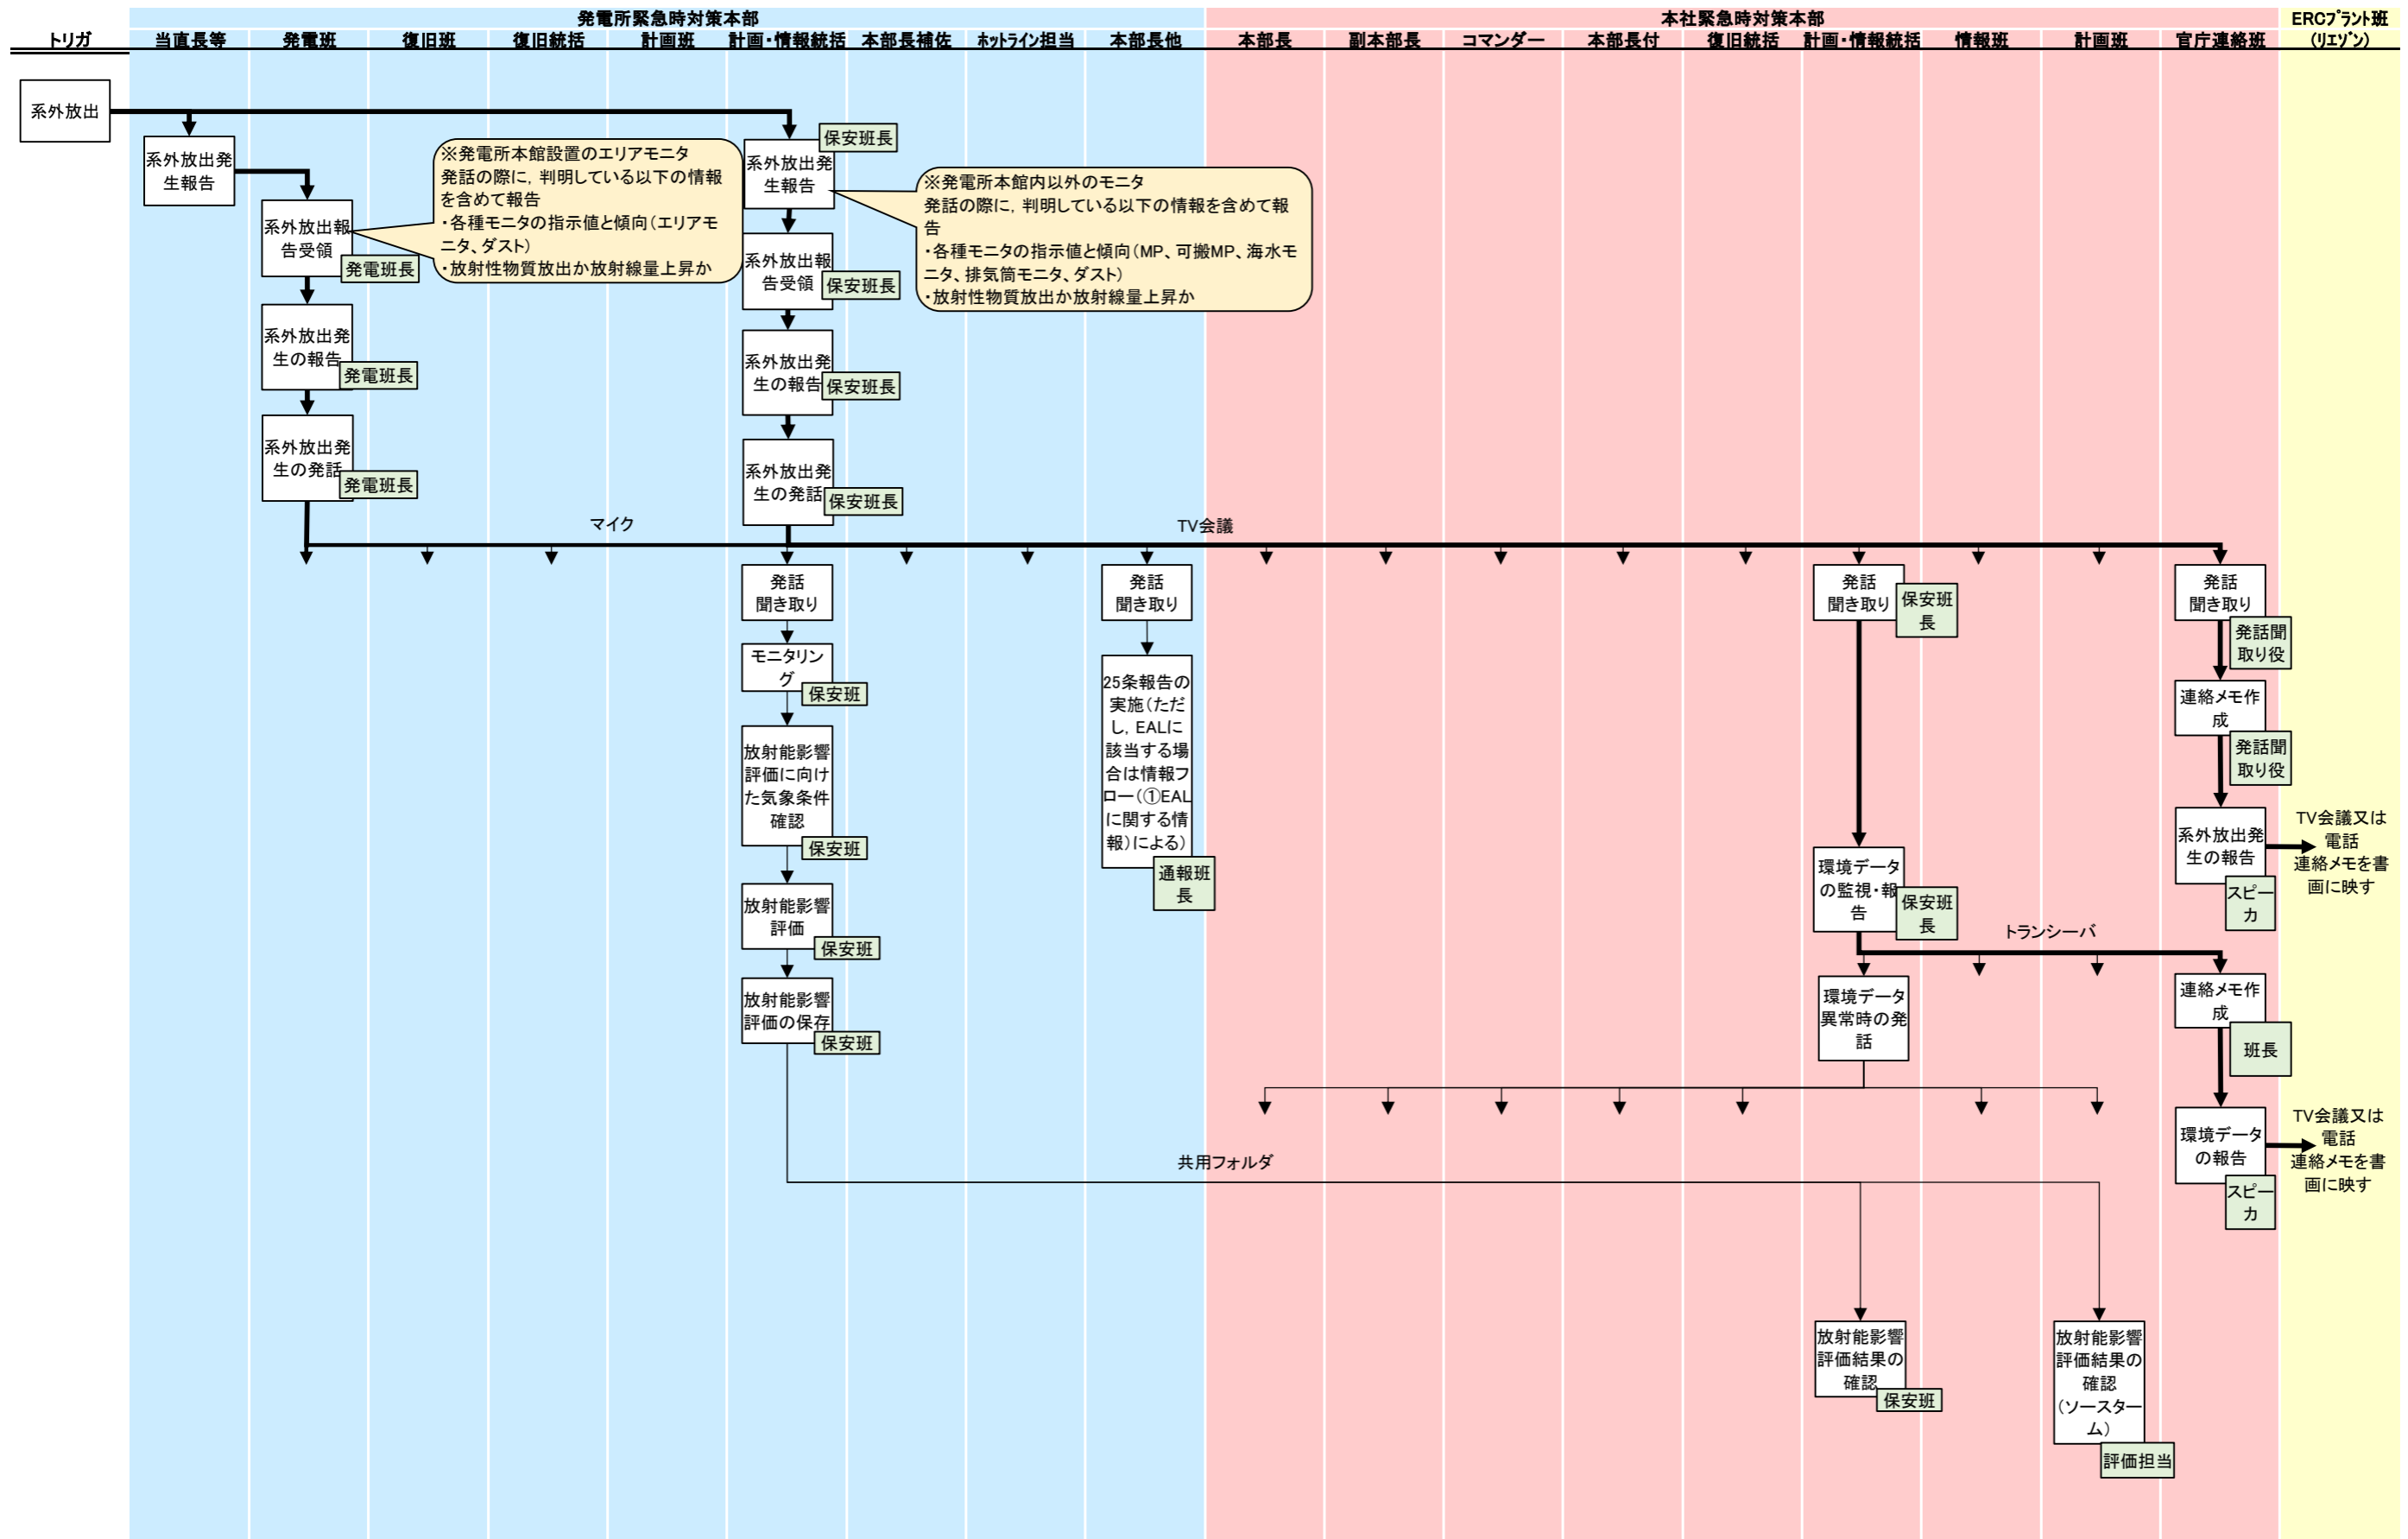 発電所緊急時対策本部
本社緊急時対策本部
ERCﾌﾟﾗﾝﾄ班
(ﾘｴｿﾞﾝ)
トリガ
当直長等
発電班
復旧班
復旧統括
計画班
計画・情報統括
本部長補佐
ﾎｯﾄﾗｲﾝ担当
本部長他
本部長
副本部長
コマンダー
本部長付
復旧統括
計画・情報統括
情報班
計画班
官庁連絡班
系外放出
系外放出発
生報告
系外放出報
告受領
発電班長
系外放出発
生の報告
発電班長
系外放出発
生の発話
発電班長
※発電所本館設置のエリアモニタ
発話の際に，判明している以下の情報
を含めて報告
・各種モニタの指示値と傾向（エリアモ
ニタ、ダスト）
・放射性物質放出か放射線量上昇か
保安班長
系外放出発
生報告
系外放出報
告受領
保安班長
系外放出発
生の報告
保安班長
系外放出発
生の発話
保安班長
※発電所本館内以外のモニタ
発話の際に，判明している以下の情報を含めて報
告
・各種モニタの指示値と傾向（MP、可搬MP、海水モ
ニタ、排気筒モニタ、ダスト）
・放射性物質放出か放射線量上昇か
マイク
TV会議
発話
聞き取り
モニタリン
グ
保安班
放射能影響
評価に向け
た気象条件
確認
保安班
放射能影響
評価
保安班
放射能影響
評価の保存
保安班
発話
聞き取り
25条報告の
実施（ただ
し，EALに
該当する場
合は情報フ
ロー（①EAL
に関する情
報）による）
通報班
長
発話
聞き取り
保安班
長
環境データ
の監視・報
告
保安班
長
トランシーバ
環境データ
異常時の発
話
発話
聞き取り
発話聞
取り役
連絡メモ作
成
発話聞
取り役
系外放出発
生の報告
スピー
カ
TV会議又は
電話
連絡メモを書
画に映す
連絡メモ作
成
班長
環境データ
の報告
スピー
カ
TV会議又は
電話
連絡メモを書
画に映す
共用フォルダ
放射能影響
評価結果の
確認
保安班
放射能影響
評価結果の
確認
（ソースター
ム）
評価担当